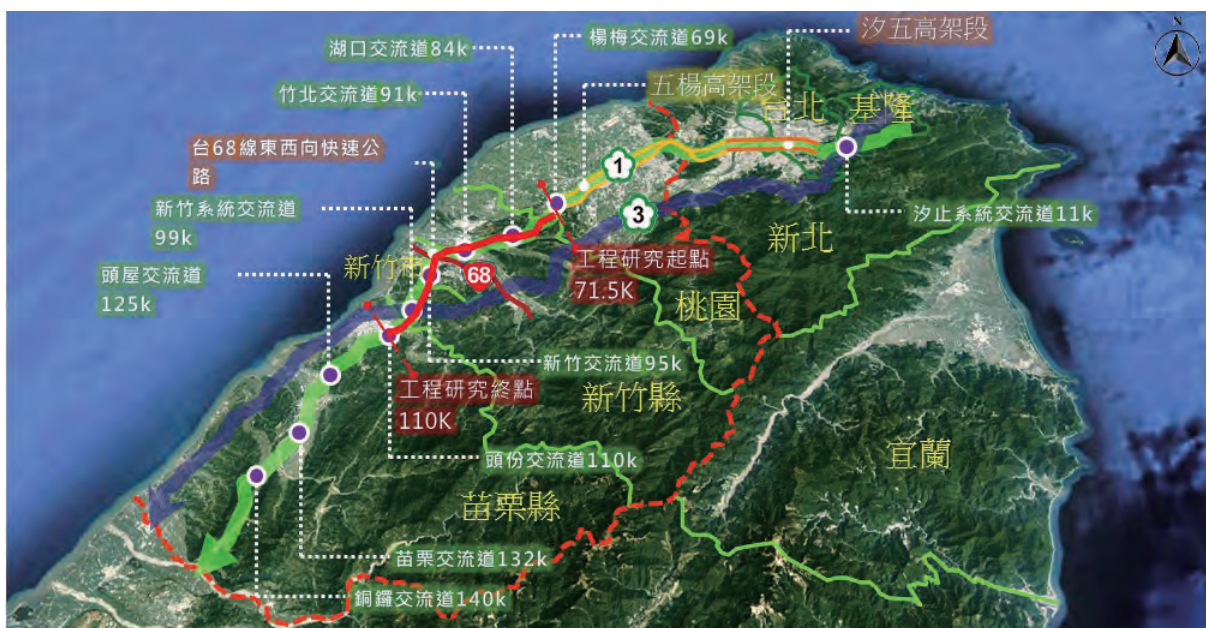 N
湖口交流道84k
楊梅交流道69k
汐五高架段
竹北交流道91k
五楊高架段
台北
基隆
台68線東西向快速公
路
1
新竹系統交流道
99k
3
汐止系統交流道11k
新北
頭屋交流道
125k
新竹市
68
工程研究起點
71.5K
桃園
新竹交流道95k
工程研究終點
110K
新竹縣
頭份交流道110k
宜蘭
苗栗縣
苗栗交流道132k
銅鑼交流道140k